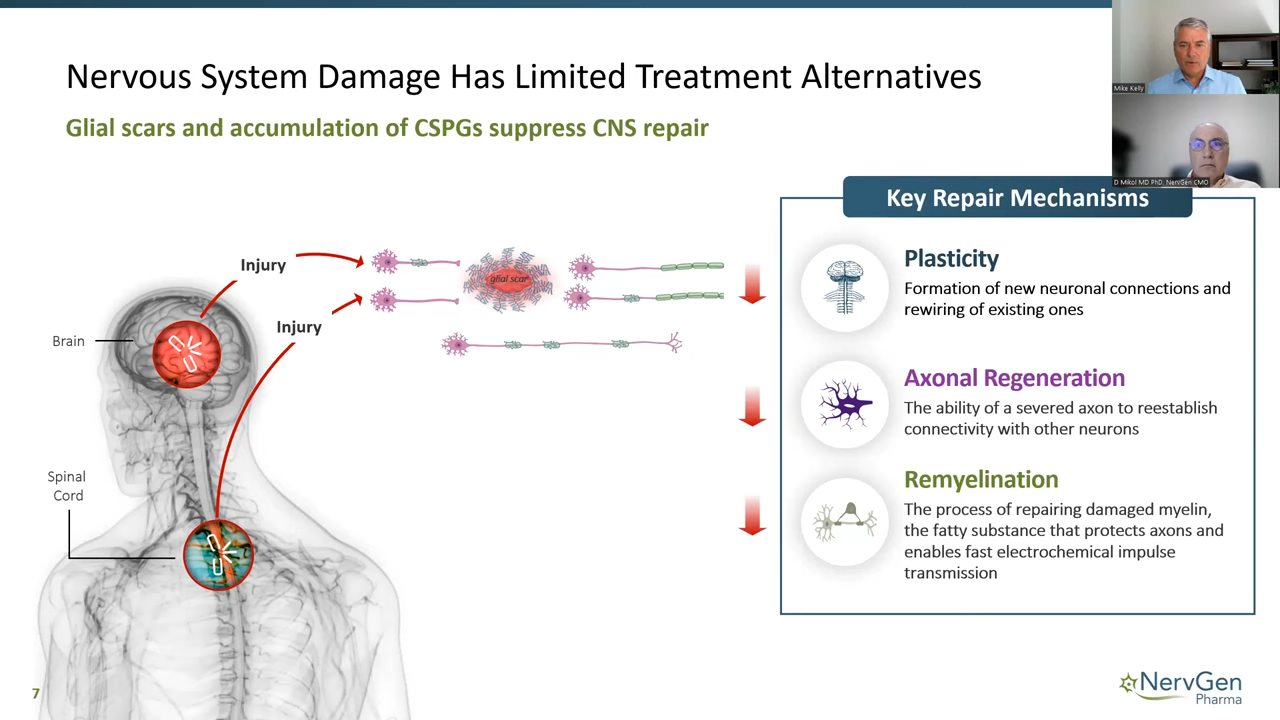 Nervous System Damage Has Limited Treatment Alternatives
Glial scars and accumulation of CSPGs suppress CNS repair
Mike Kelly
D Mikol MD PhD, NervGen CMO
Key Repair Mechanisms
Injury
glial scar
Injury
Brain
Spinal
Cord
Plasticity
Formation of new neuronal connections and
rewiring of existing ones
Axonal Regeneration
The ability of a severed axon to reestablish
connectivity with other neurons
Remyelination
The process of repairing damaged myelin,
the fatty substance that protects axons and
enables fast electrochemical impulse
transmission
7
NervGen
Pharma